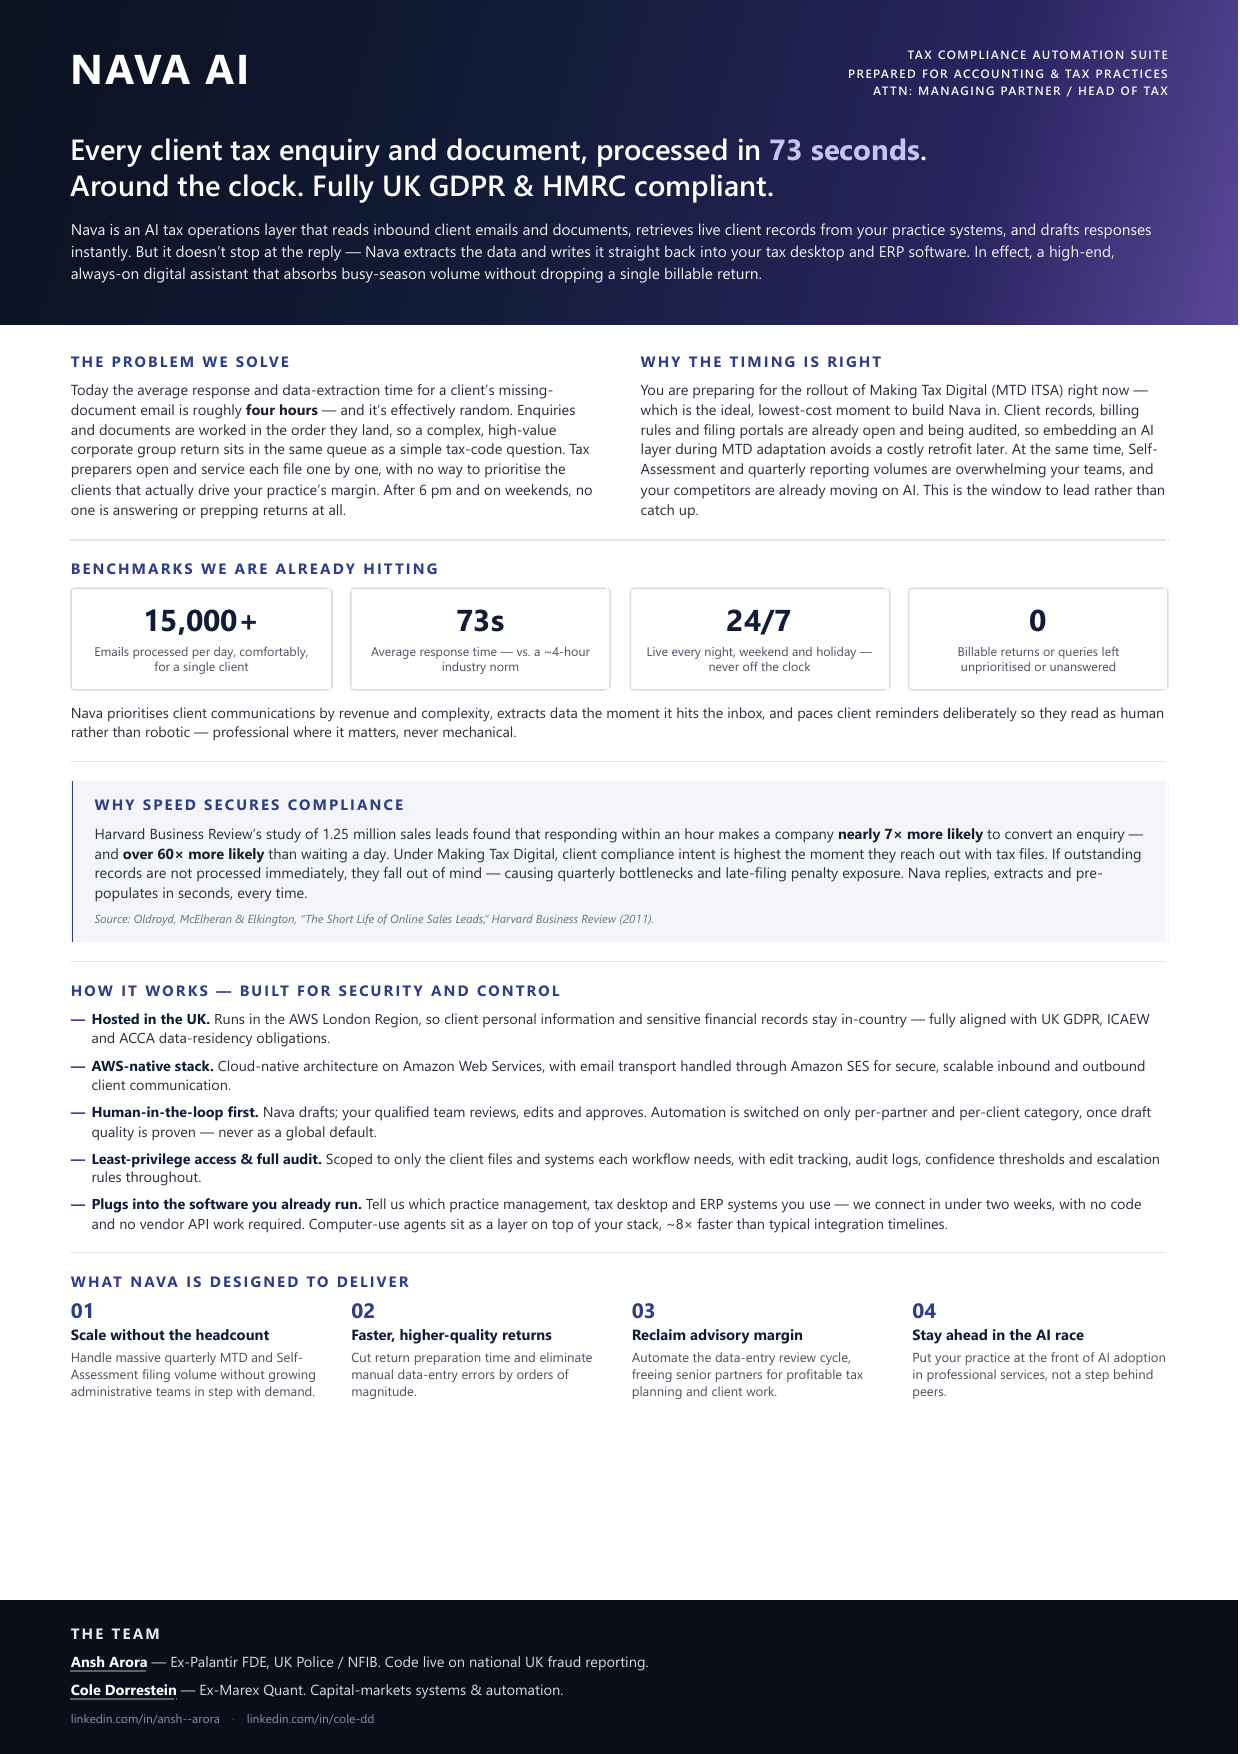 NAVA AI
TAX COMPLIANCE AUTOMATION SUITE
PREPARED FOR ACCOUNTING & TAX PRACTICES
ATTN: MANAGING PARTNER / HEAD OF TAX
Every client tax enquiry and document, processed in 73 seconds.
Around the clock. Fully UK GDPR & HMRC compliant.
Nava is an AI tax operations layer that reads inbound client emails and documents, retrieves live client records from your practice systems, and drafts responses
instantly. But it doesn’t stop at the reply — Nava extracts the data and writes it straight back into your tax desktop and ERP software. In effect, a high-end,
always-on digital assistant that absorbs busy-season volume without dropping a single billable return.
THE PROBLEM WE SOLVE
Today the average response and data-extraction time for a client’s missing-
document email is roughly four hours — and it’s effectively random. Enquiries
and documents are worked in the order they land, so a complex, high-value
corporate group return sits in the same queue as a simple tax-code question. Tax
preparers open and service each file one by one, with no way to prioritise the
clients that actually drive your practice’s margin. After 6 pm and on weekends, no
one is answering or prepping returns at all.
WHY THE TIMING IS RIGHT
You are preparing for the rollout of Making Tax Digital (MTD ITSA) right now —
which is the ideal, lowest-cost moment to build Nava in. Client records, billing
rules and filing portals are already open and being audited, so embedding an AI
layer during MTD adaptation avoids a costly retrofit later. At the same time, Self-
Assessment and quarterly reporting volumes are overwhelming your teams, and
your competitors are already moving on AI. This is the window to lead rather than
catch up.
BENCHMARKS WE ARE ALREADY HITTING
15,000+
Emails processed per day, comfortably,
for a single client
73s
Average response time — vs. a ~4-hour
industry norm
24/7
Live every night, weekend and holiday —
never off the clock
0
Billable returns or queries left
unprioritised or unanswered
Nava prioritises client communications by revenue and complexity, extracts data the moment it hits the inbox, and paces client reminders deliberately so they read as human
rather than robotic — professional where it matters, never mechanical.
WHY SPEED SECURES COMPLIANCE
Harvard Business Review’s study of 1.25 million sales leads found that responding within an hour makes a company nearly 7× more likely to convert an enquiry —
and over 60× more likely than waiting a day. Under Making Tax Digital, client compliance intent is highest the moment they reach out with tax files. If outstanding
records are not processed immediately, they fall out of mind — causing quarterly bottlenecks and late-filing penalty exposure. Nava replies, extracts and pre-
populates in seconds, every time.
Source: Oldroyd, McElheran & Elkington, “The Short Life of Online Sales Leads,” Harvard Business Review (2011).
HOW IT WORKS — BUILT FOR SECURITY AND CONTROL
— Hosted in the UK. Runs in the AWS London Region, so client personal information and sensitive financial records stay in-country — fully aligned with UK GDPR, ICAEW
and ACCA data-residency obligations.
— AWS-native stack. Cloud-native architecture on Amazon Web Services, with email transport handled through Amazon SES for secure, scalable inbound and outbound
client communication.
— Human-in-the-loop first. Nava drafts; your qualified team reviews, edits and approves. Automation is switched on only per-partner and per-client category, once draft
quality is proven — never as a global default.
— Least-privilege access & full audit. Scoped to only the client files and systems each workflow needs, with edit tracking, audit logs, confidence thresholds and escalation
rules throughout.
— Plugs into the software you already run. Tell us which practice management, tax desktop and ERP systems you use — we connect in under two weeks, with no code
and no vendor API work required. Computer-use agents sit as a layer on top of your stack, ~8× faster than typical integration timelines.
WHAT NAVA IS DESIGNED TO DELIVER
01
Scale without the headcount
Handle massive quarterly MTD and Self-
Assessment filing volume without growing
administrative teams in step with demand.
02
Faster, higher-quality returns
Cut return preparation time and eliminate
manual data-entry errors by orders of
magnitude.
03
Reclaim advisory margin
Automate the data-entry review cycle,
freeing senior partners for profitable tax
planning and client work.
04
Stay ahead in the AI race
Put your practice at the front of AI adoption
in professional services, not a step behind
peers.
THE TEAM
Ansh Arora — Ex-Palantir FDE, UK Police / NFIB. Code live on national UK fraud reporting.
Cole Dorrestein — Ex-Marex Quant. Capital-markets systems & automation.
linkedin.com/in/ansh--arora · linkedin.com/in/cole-dd